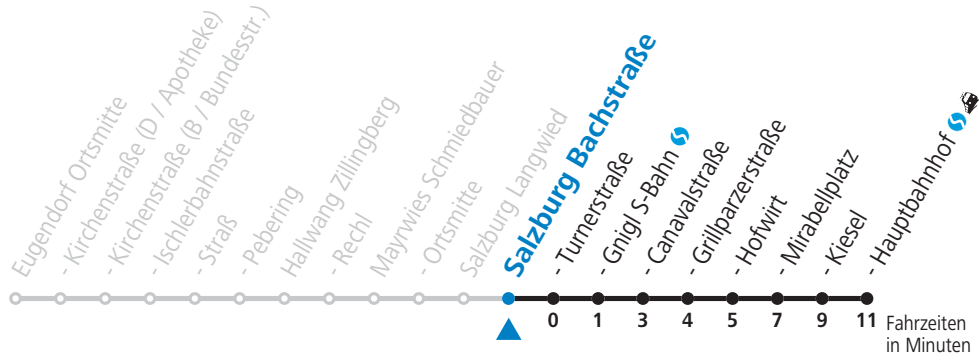 Eugendorf Ortsmitte
- Kirchenstraße (D / Apotheke)
- Kirchenstraße (B / Bundesstr.)
- Ischlerbahnstraße
- Straß
- Pebering
Hallwang Zillingberg
- Rechl
Mayrwies Schmiedbauer
- Ortsmitte
Salzburg Langwied
Salzburg Bachstraße
- Turnerstraße
- Gnigl S-Bahn
- Canavalstraße
- Grillparzerstraße
- Hofwirt
- Mirabellplatz
- Kiesel
- Hauptbahnhof
0 1 3 4 5 7 9 11 Fahrzeiten
in Minuten